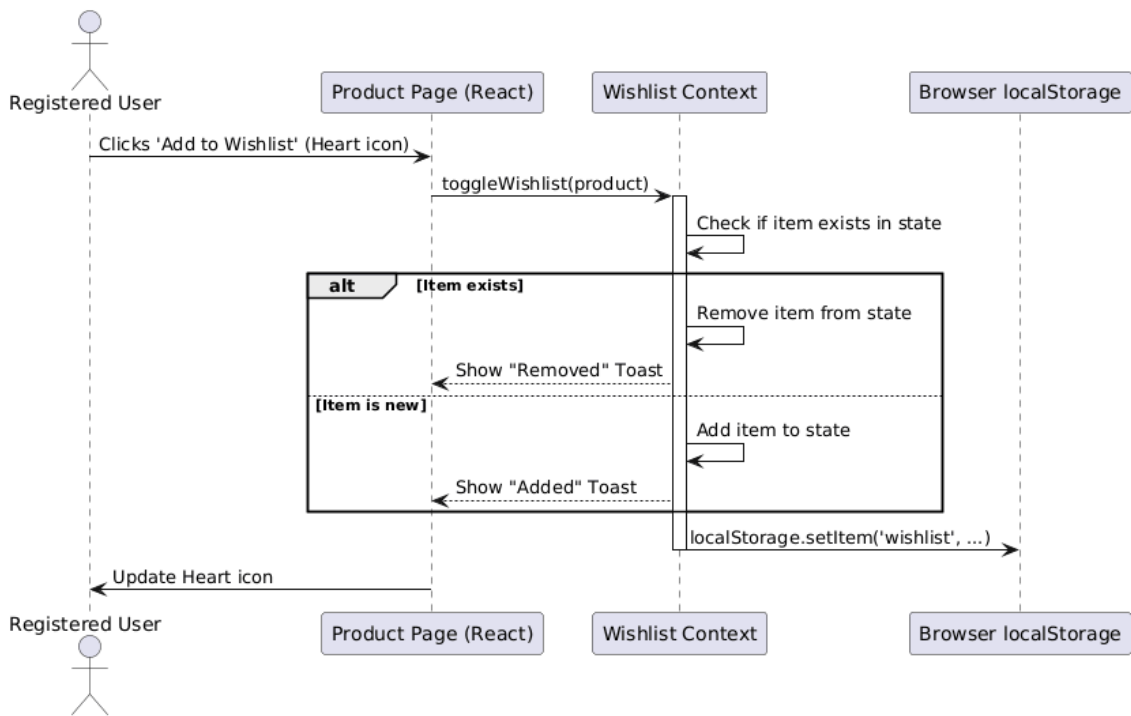 Registered User
Product Page (React)
Wishlist Context
Browser localStorage
Clicks 'Add to Wishlist' (Heart icon)
toggleWishlist(product)
Check if item exists in state
alt [Item exists]
Remove item from state
Show "Removed" Toast
[Item is new]
Add item to state
Show "Added" Toast
localStorage.setItem('wishlist', ...)
Update Heart icon
Registered User
Product Page (React)
Wishlist Context
Browser localStorage